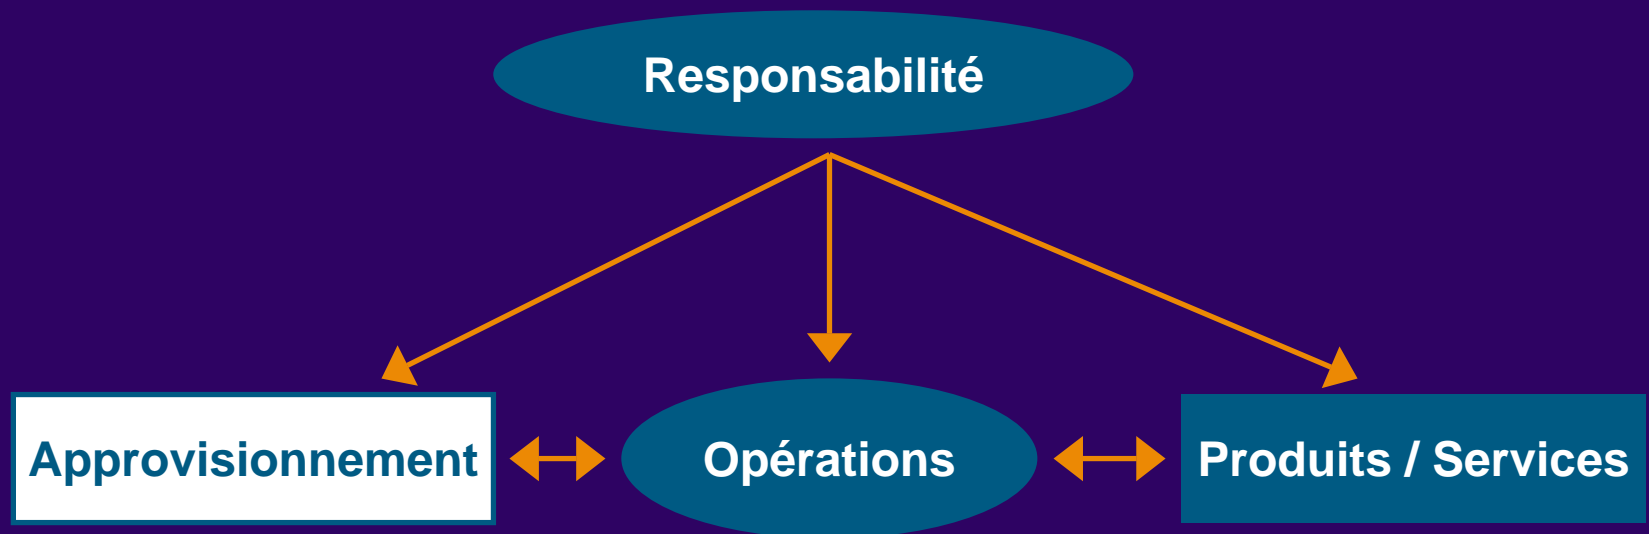 Responsabilité
Approvisionnement
Opérations
Produits / Services